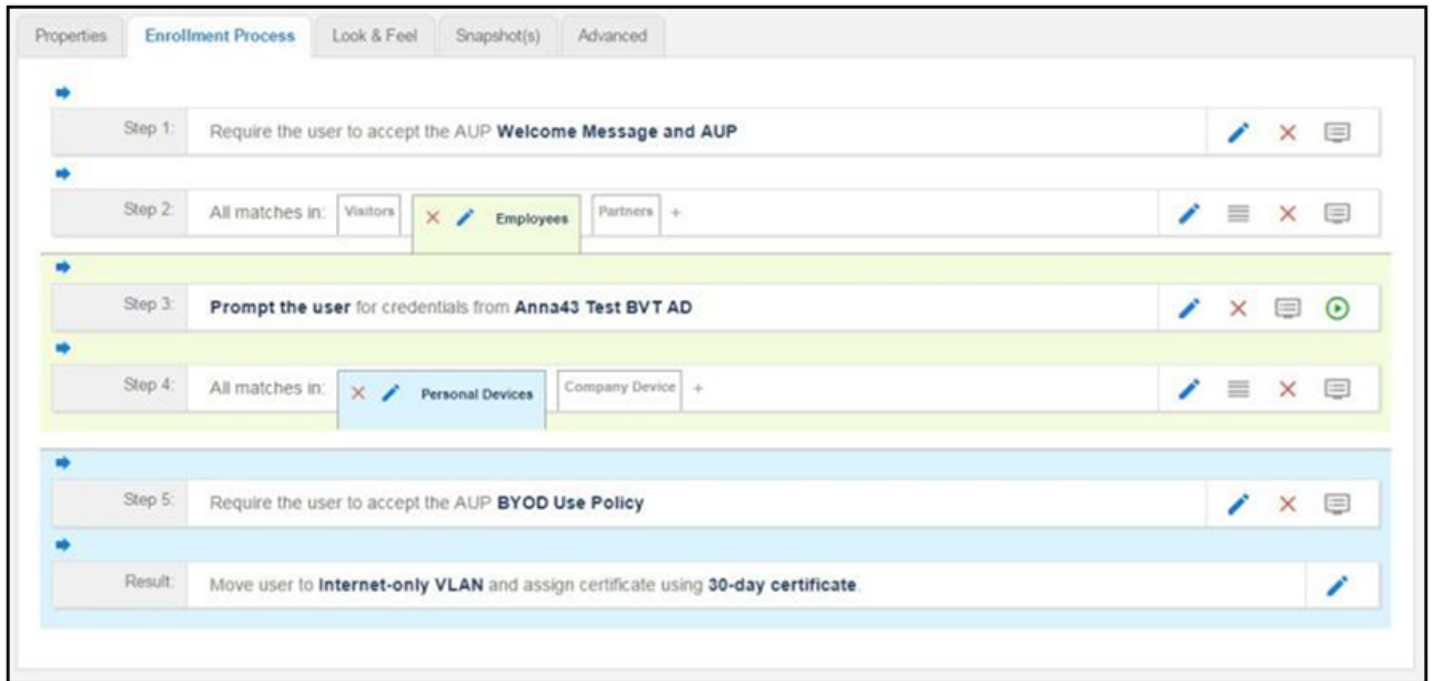 Properties Enrollment Process Look & Feel Snapshot(s) Advanced
Step 1: Require the user to accept the AUP Welcome Message and AUP
Step 2: All matches in: Visitors Employees Partners +
Step 3: Prompt the user for credentials from Anna43 Test BVT AD
Step 4: All matches in: Personal Devices Company Device +
Step 5: Require the user to accept the AUP BYOD Use Policy
Result: Move user to Internet-only VLAN and assign certificate using 30-day certificate.